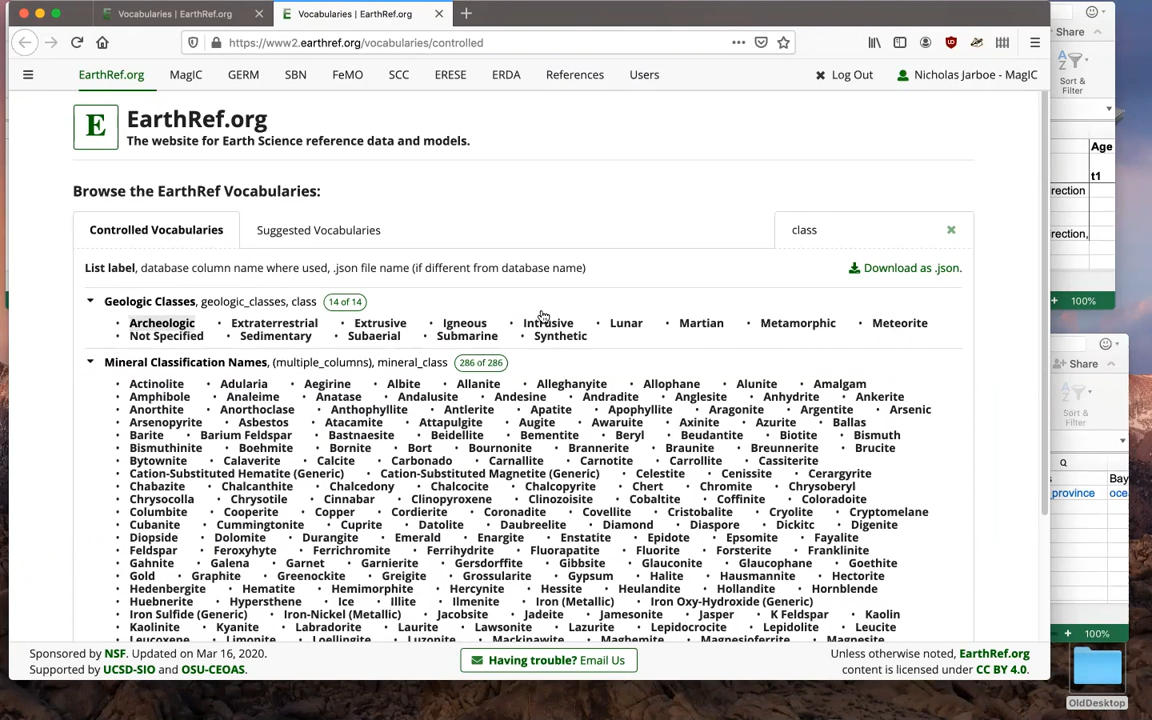 Vocabularies | EarthRef.org
Vocabularies | EarthRef.org
https://www2.earthref.org/vocabularies/controlled
EarthRef.org MagIC GERM SBN FeMO SCC ERESE ERDA References Users Log Out Nicholas Jarboe - MagIC
EarthRef.org
The website for Earth Science reference data and models.
Browse the EarthRef Vocabularies:
Controlled Vocabularies Suggested Vocabularies class
List label, database column name where used, .json file name (if different from database name) Download as .json.
Geologic Classes, geologic_classes, class 14 of 14
Archeologic Extraterrestrial Extrusive Igneous Intrusive Lunar Martian Metamorphic Meteorite
Not Specified Sedimentary Subaerial Submarine Synthetic
Mineral Classification Names, (multiple_columns), mineral_class 286 of 286
Actinolite Adularia Aegirine Albite Allanite Alleghanyite Allophane Alunite Amalgam
Amphibole Analeime Anatase Andalusite Andesine Andradite Anglesite Anhydrite Ankerite
Anorthite Anorthoclase Anthophyllite Antlerite Apatite Apophyllite Aragonite Argentite Arsenic
Arsenopyrite Asbestos Atacamite Attapulgite Augite Awaruite Axinite Azurite Ballas
Barite Barium Feldspar Bastnaesite Beidellite Bementite Beryl Beudantite Biotite Bismuth
Bismuthinite Boehmite Bornite Bort Bournonite Brannerite Braunite Breunnerite Brucite
Bytownite Calaverite Calcite Carbonado Carnallite Carnotite Carrollite Cassiterite
Cation-Substituted Hematite (Generic) Cation-Substituted Magnetite (Generic) Celestite Cenissite Cerargyrite
Chabazite Chalcanthite Chalcedony Chalcocite Chalcopyrite Chert Chromite Chrysoberyl
Chrysocolla Chrysotile Cinnabar Clinopyroxene Clinozoisite Cobaltite Coffinite Coloradoite
Columbite Cooperite Copper Cordierite Coronadite Covellite Cristobalite Cryolite Cryptomelane
Cubanite Cummingtonite Cuprite Datolite Daubreelite Diamond Diaspore Dickitc Digenite
Diopside Dolomite Durangite Emerald Enargite Enstatite Epidote Epsomite Fayalite
Feldspar Feroxyhyte Ferrichromite Ferrihydrite Fluorapatite Fluorite Forsterite Franklinite
Gahnite Galena Garnet Garnierite Gersdorffite Gibbsite Glauconite Glaucophane Goethite
Gold Graphite Greenockite Greigite Grossularite Gypsum Halite Hausmannite Hectorite
Hedenbergite Hematite Hemimorphite Hercynite Hessite Heulandite Hollandite Hornblende
Huebnerite Hypersthene Ice Illite Ilmenite Iron (Metallic) Iron Oxy-Hydroxide (Generic)
Iron Sulfide (Generic) Iron-Nickel (Metallic) Jacobsite Jadeite Jamesonite Jasper K Feldspar Kaolin
Kaolinite Kyanite Labradorite Laurite Lawsonite Lazurite Lepidocrocite Lepidolite Leucite
Leucoxene Limonite Loellingite Luzonite Mackinawite Maghemite Magnesioferrite Magnesite
Sponsored by NSF. Updated on Mar 16, 2020.
Supported by UCSD-SIO and OSU-CEOAS.
Having trouble? Email Us
Unless otherwise noted, EarthRef.org
content is licensed under CC BY 4.0.
Share
Sort &
Filter
Age
t1
rection
rection,
100%
Share
Sort &
Filter
Q
Bay
province oce
100%
OldDesktop